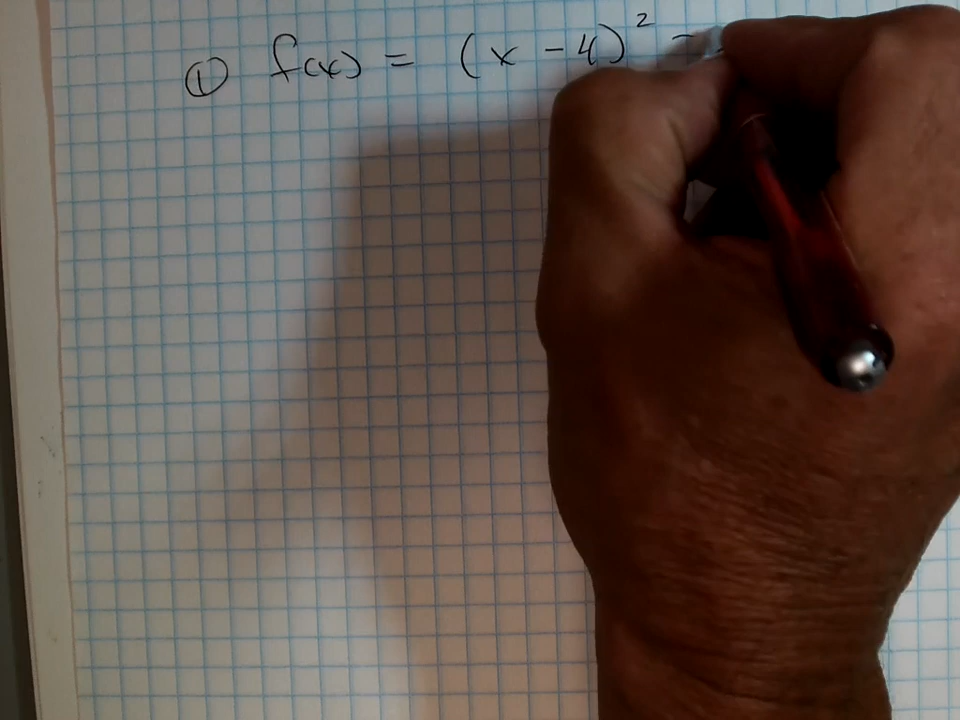 ① f(x) = (x - 4)² -